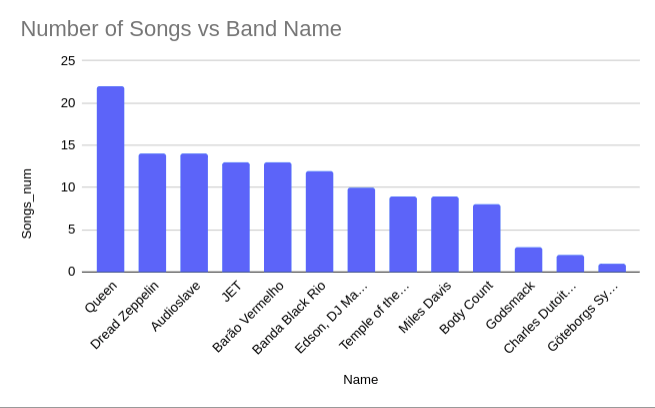 Number of Songs vs Band Name
Songs_num
25
20
15
10
5
0
Queen
Dread Zeppelin
Audioslave
JET
Barão Vermelho
Banda Black Rio
Edson, DJ Ma...
Temple of the...
Miles Davis
Body Count
Godsmack
Charles Dutoit...
Göteborgs Sy...
Name